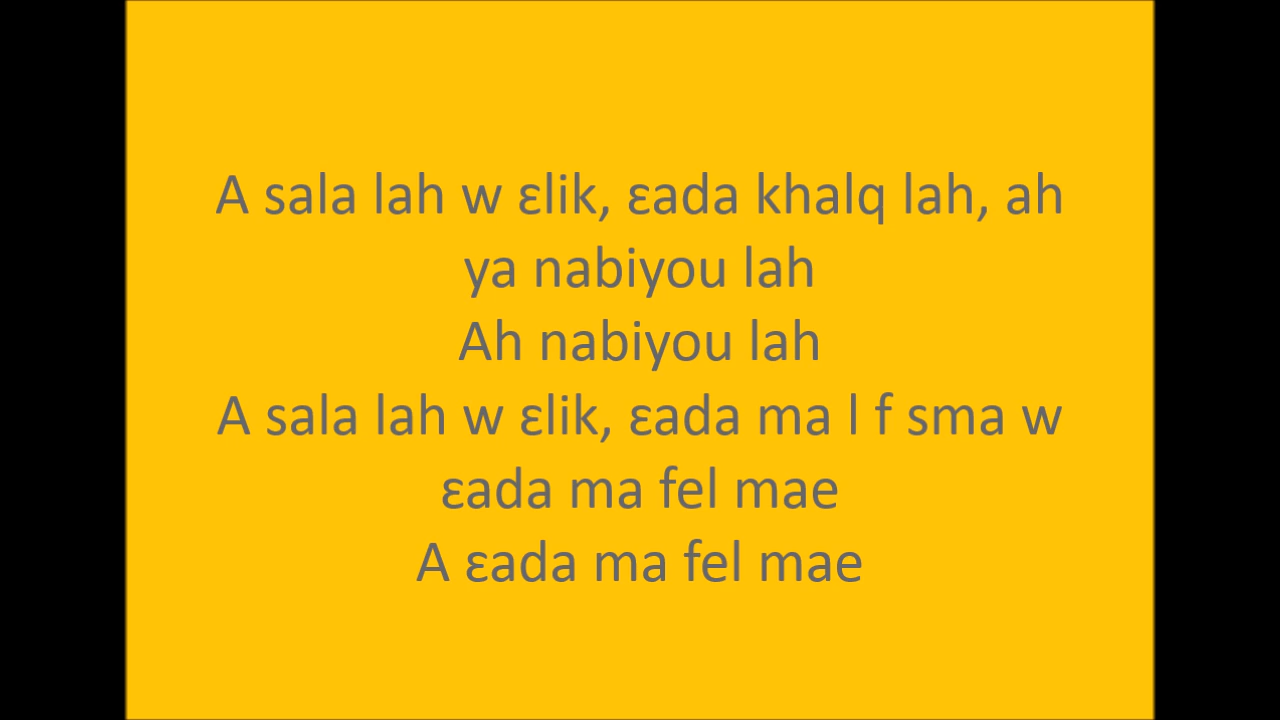 A sala lah w ɛlik, ɛada khalq lah, ah
ya nabiyou lah
Ah nabiyou lah
A sala lah w ɛlik, ɛada ma l f sma w
ɛada ma fel mae
A ɛada ma fel mae